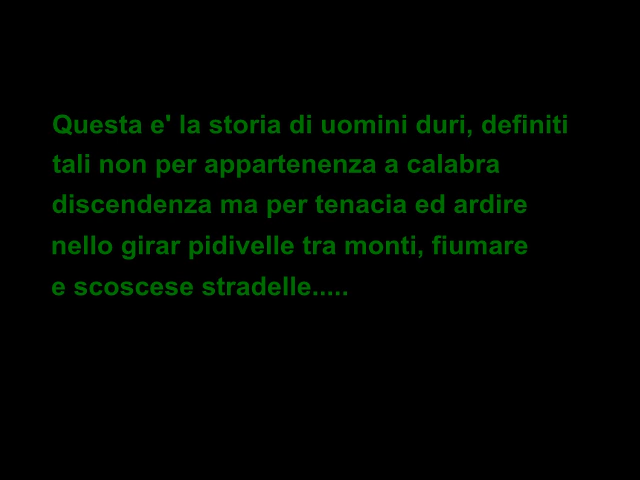 Questa e' la storia di uomini duri, definiti
tali non per appartenenza a calabra
discendenza ma per tenacia ed ardire
nello girar pidivelle tra monti, fiumare
e scoscese stradelle.....